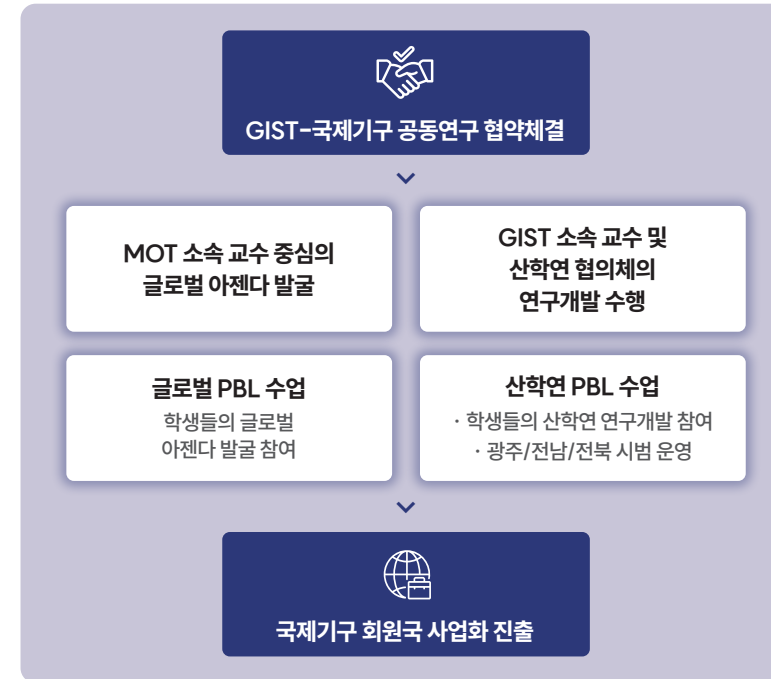 GIST-국제기구 공동연구 협약체결
MOT 소속 교수 중심의
글로벌 아젠다 발굴
GIST 소속 교수 및
산학연 협의체의
연구개발 수행
글로벌 PBL 수업
학생들의 글로벌
아젠다 발굴 참여
산학연 PBL 수업
· 학생들의 산학연 연구개발 참여
· 광주/전남/전북 시범 운영
국제기구 회원국 사업화 진출